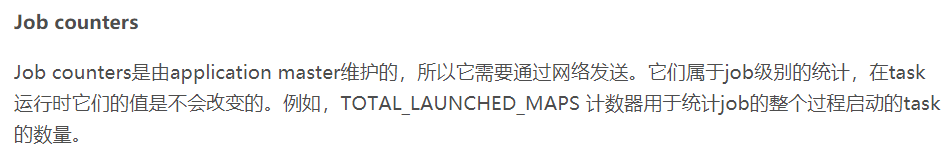 Job counters
Job counters是由application master维护的，所以它需要通过网络发送。它们属于job级别的统计，在task
运行时它们的值是不会改变的。例如，TOTAL_LAUNCHED_MAPS 计数器用于统计job的整个过程启动的task
的数量。